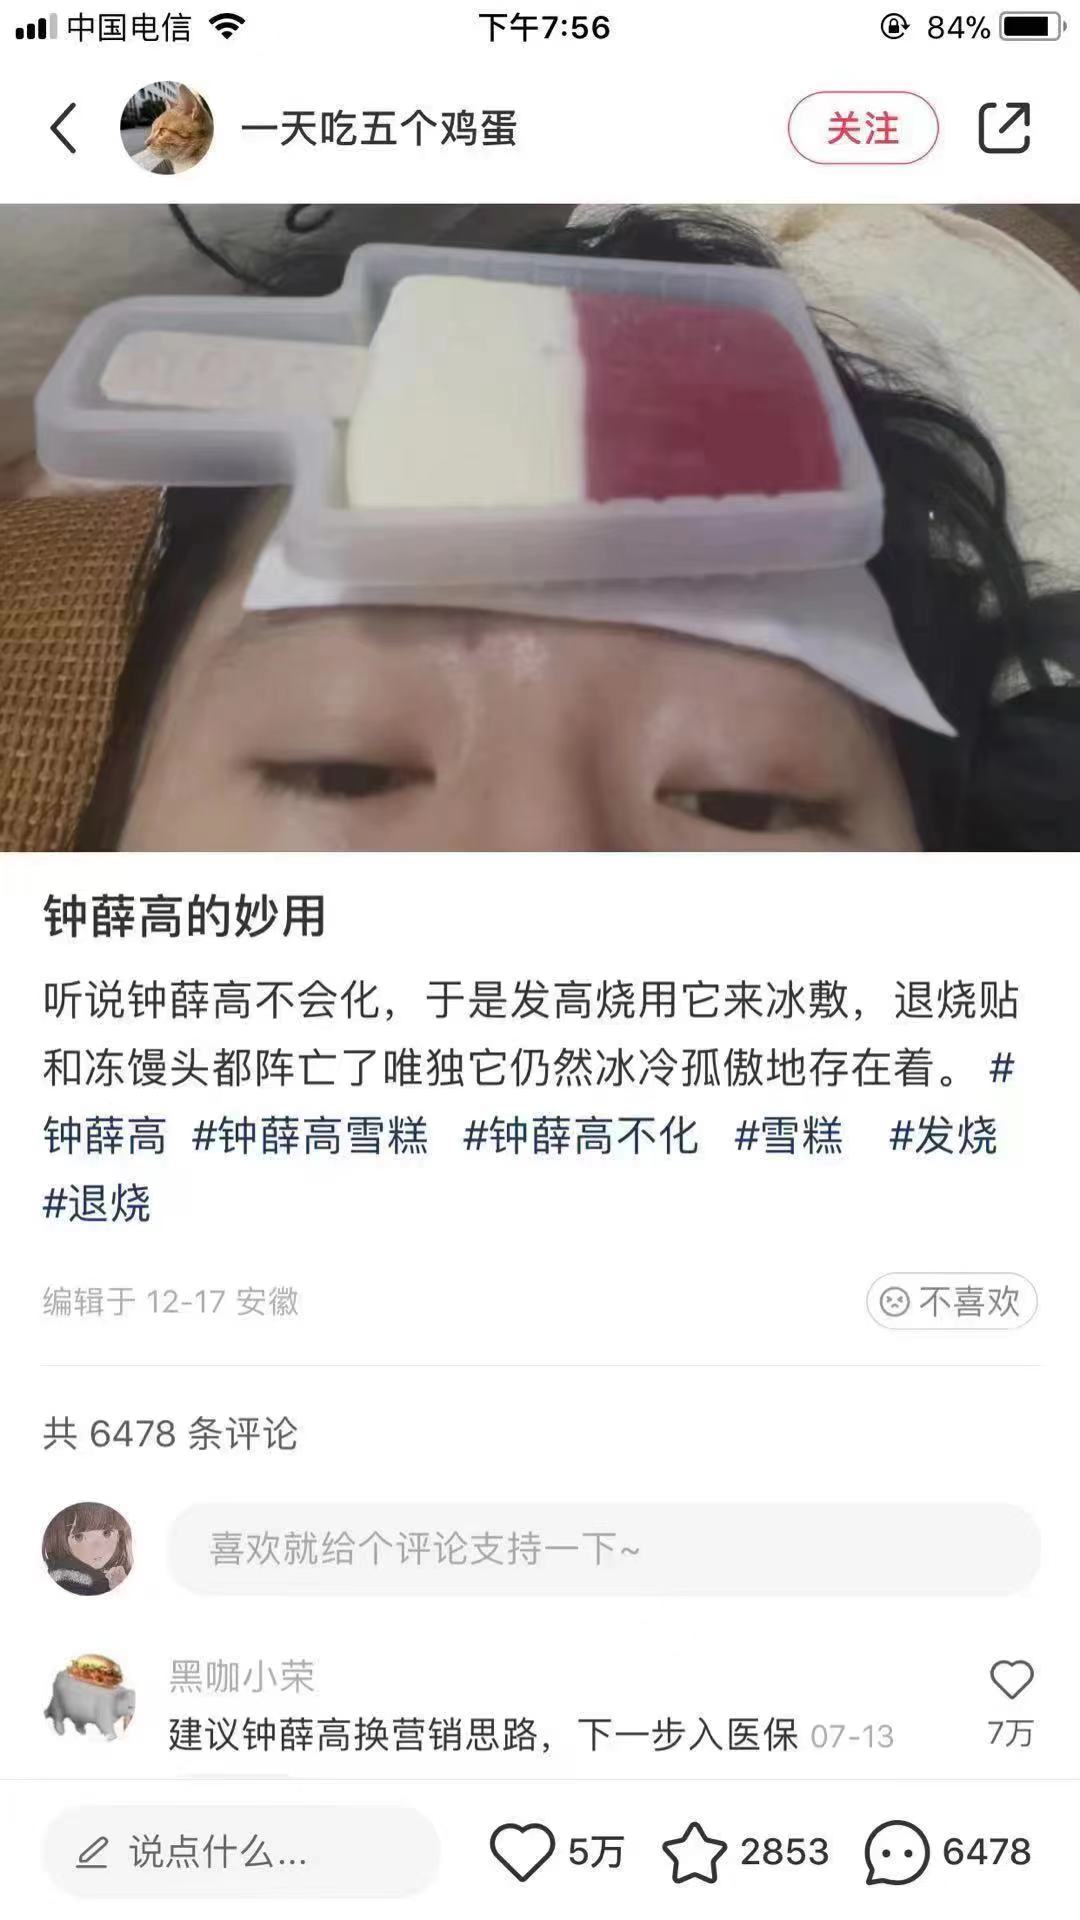 中国电信 下午7:56 84%
一天吃五个鸡蛋 关注
钟薛高的妙用
听说钟薛高不会化，于是发高烧用它来冰敷，退烧贴
和冻馒头都阵亡了唯独它仍然冰冷孤傲地存在着。 #
钟薛高 #钟薛高雪糕 #钟薛高不化 #雪糕 #发烧
#退烧
编辑于 12-17 安徽 不喜欢
共 6478 条评论
喜欢就给个评论支持一下~
黑咖小荣
建议钟薛高换营销思路，下一步入医保 07-13 7万
说点什么... 5万 2853 6478